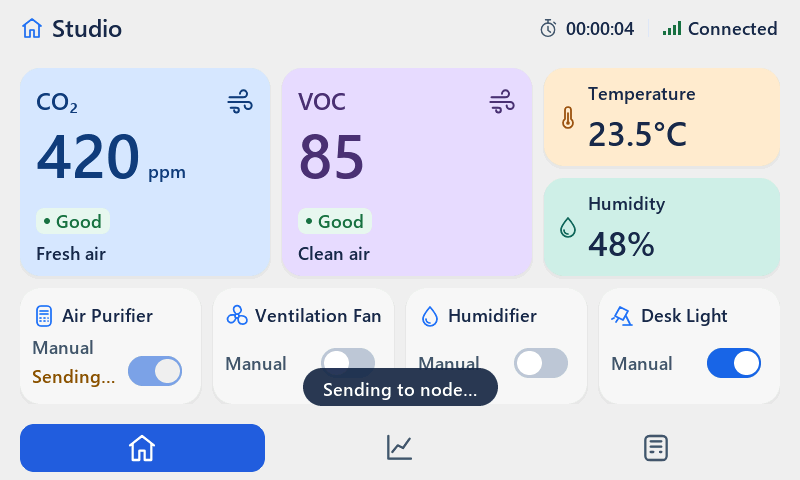 Studio
00:00:04
Connected
CO₂
420 ppm
• Good
Fresh air
VOC
85
• Good
Clean air
Temperature
23.5°C
Humidity
48%
Air Purifier
Manual
Sending...
Ventilation Fan
Manual
Humidifier
Manual
Desk Light
Manual
Sending to node...